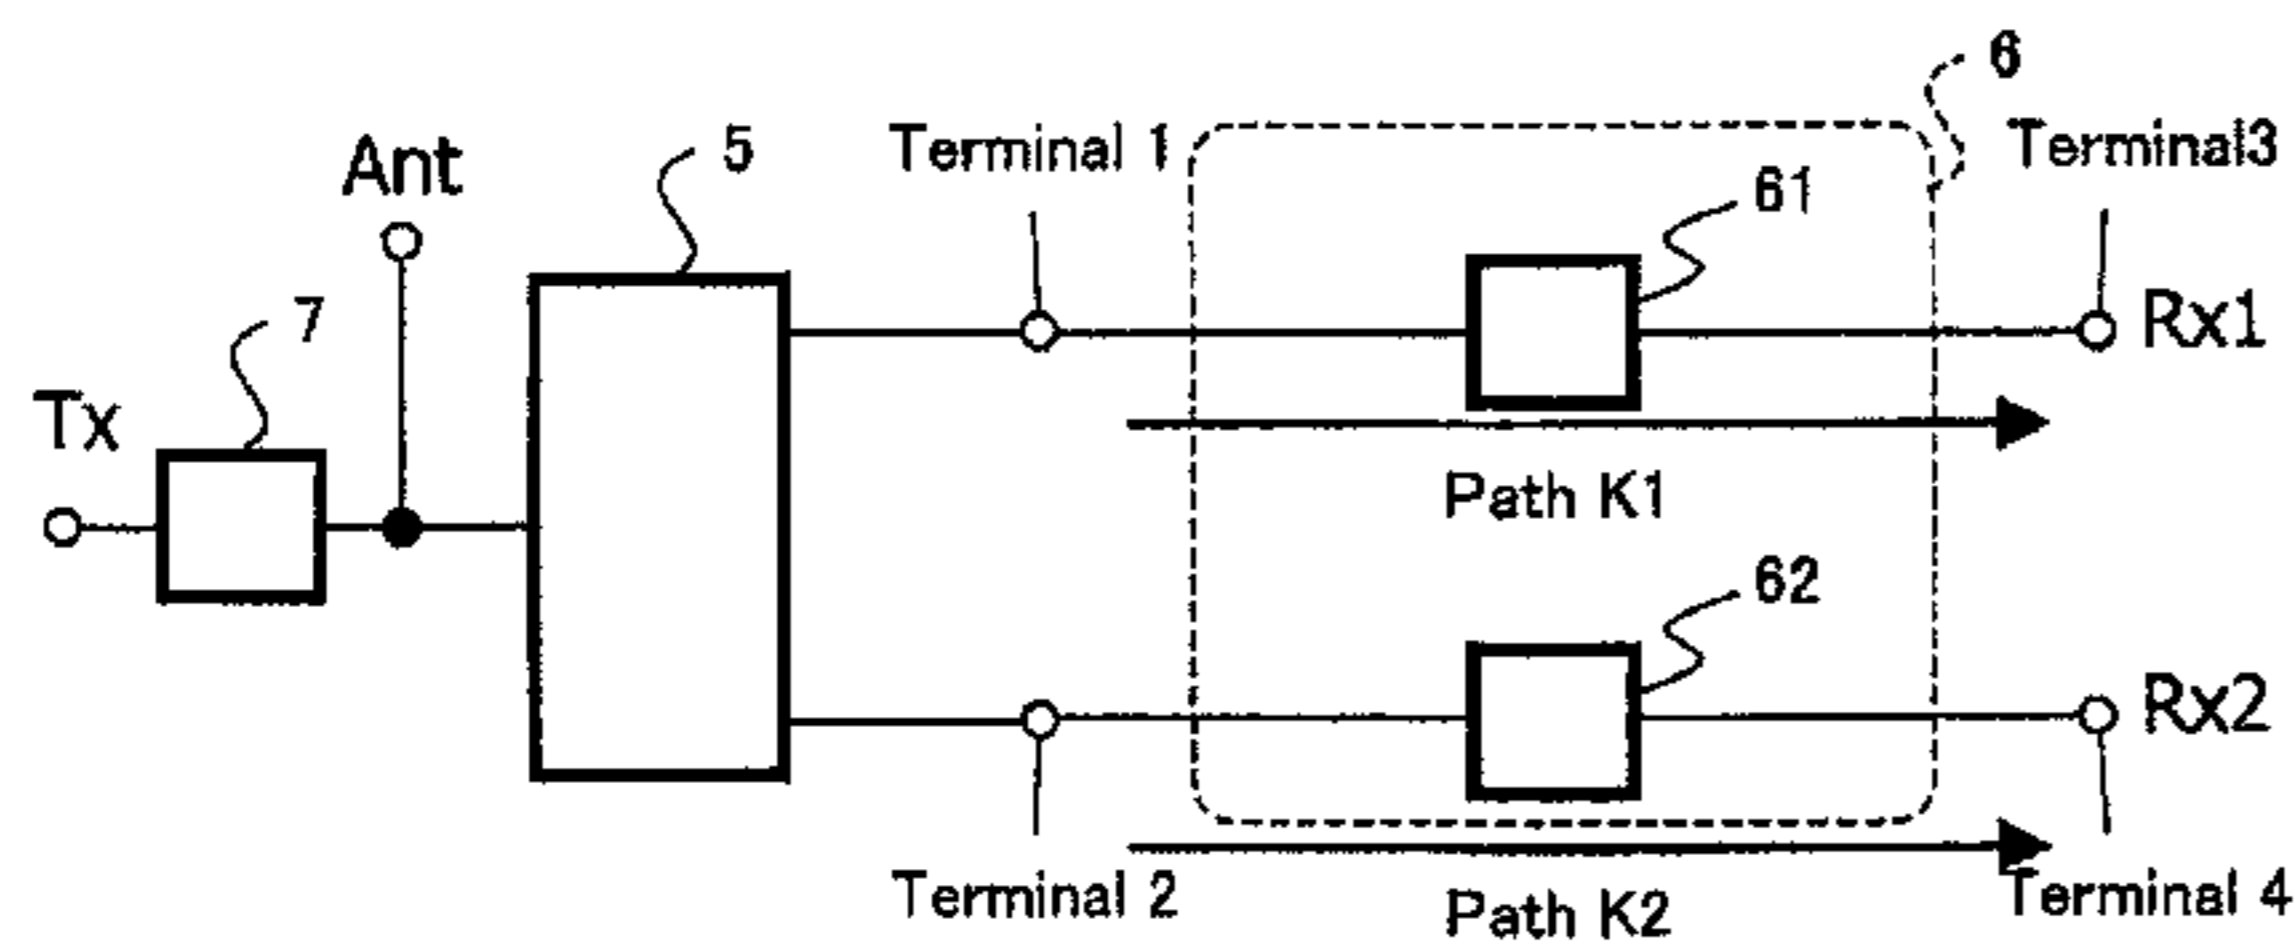 6
5
Terminal 1
Terminal3
Ant
61
7
Rx1
Tx
Path K1
62
Rx2
Terminal 2
Path K2
Terminal 4